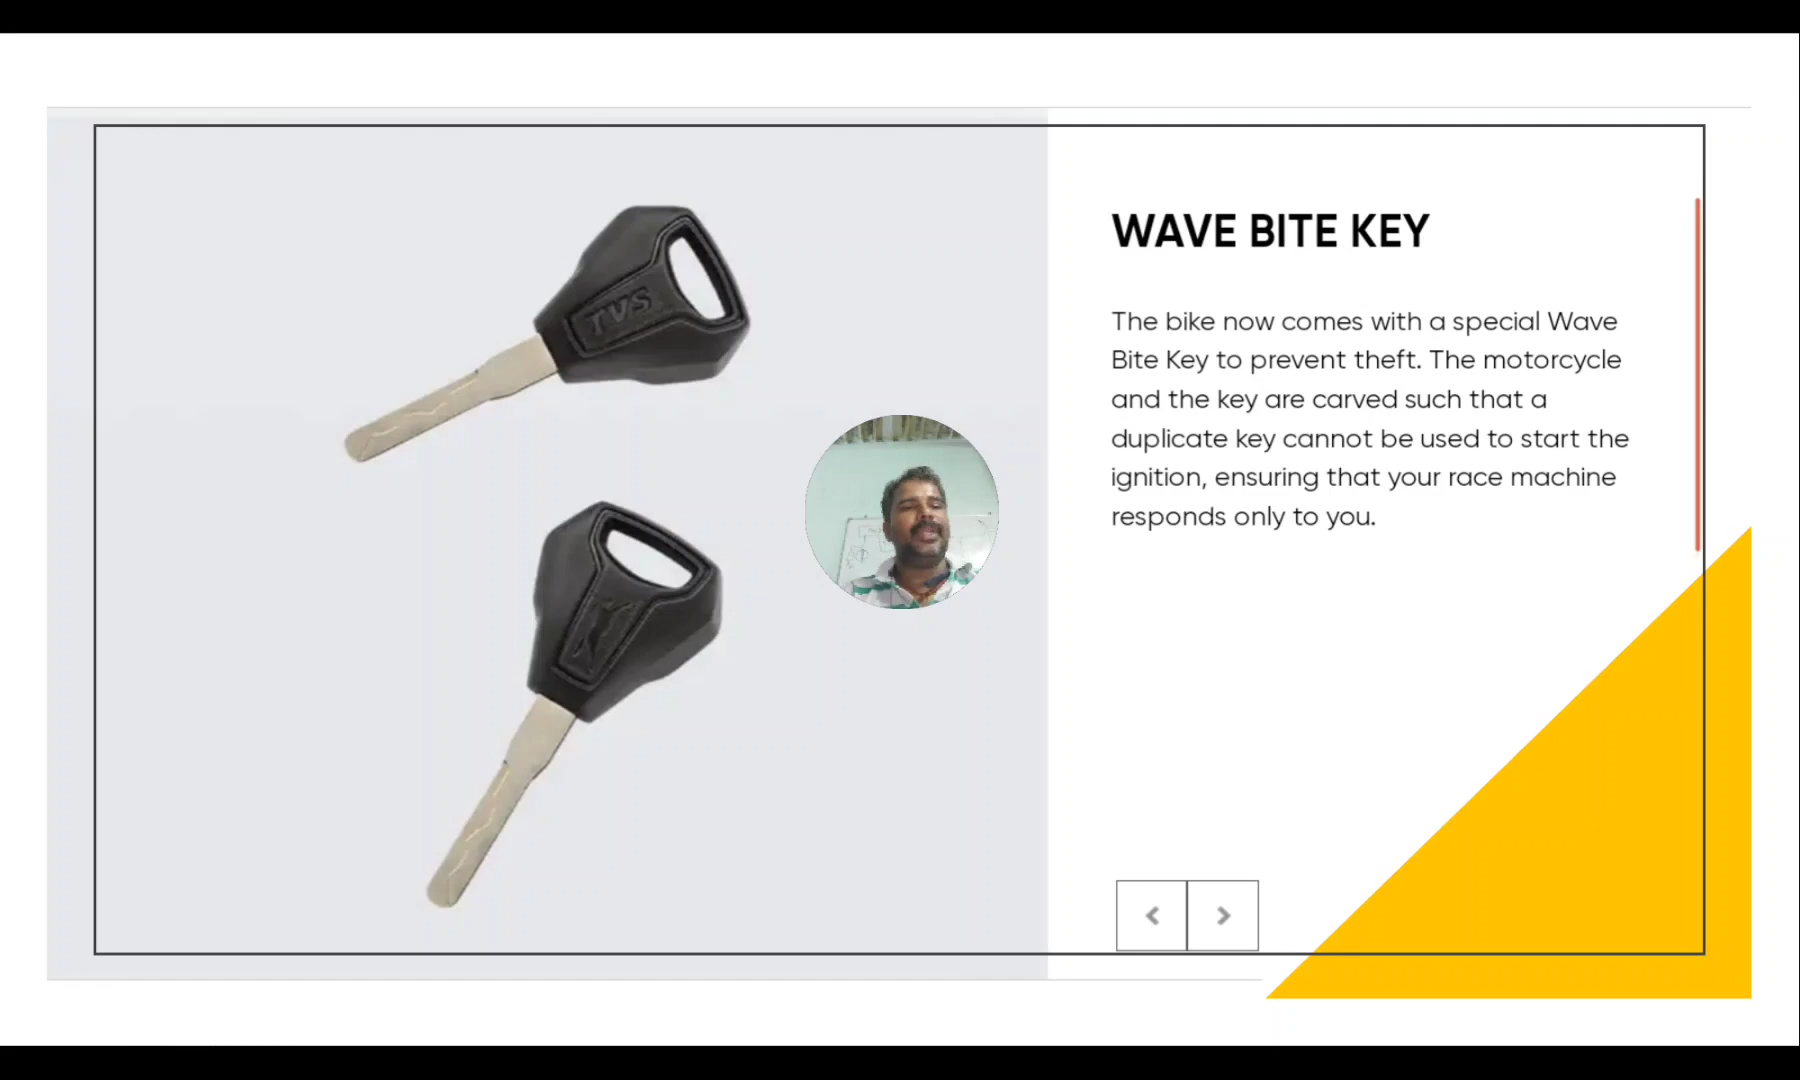 TVS
WAVE BITE KEY
The bike now comes with a special Wave
Bite Key to prevent theft. The motorcycle
and the key are carved such that a
duplicate key cannot be used to start the
ignition, ensuring that your race machine
responds only to you.